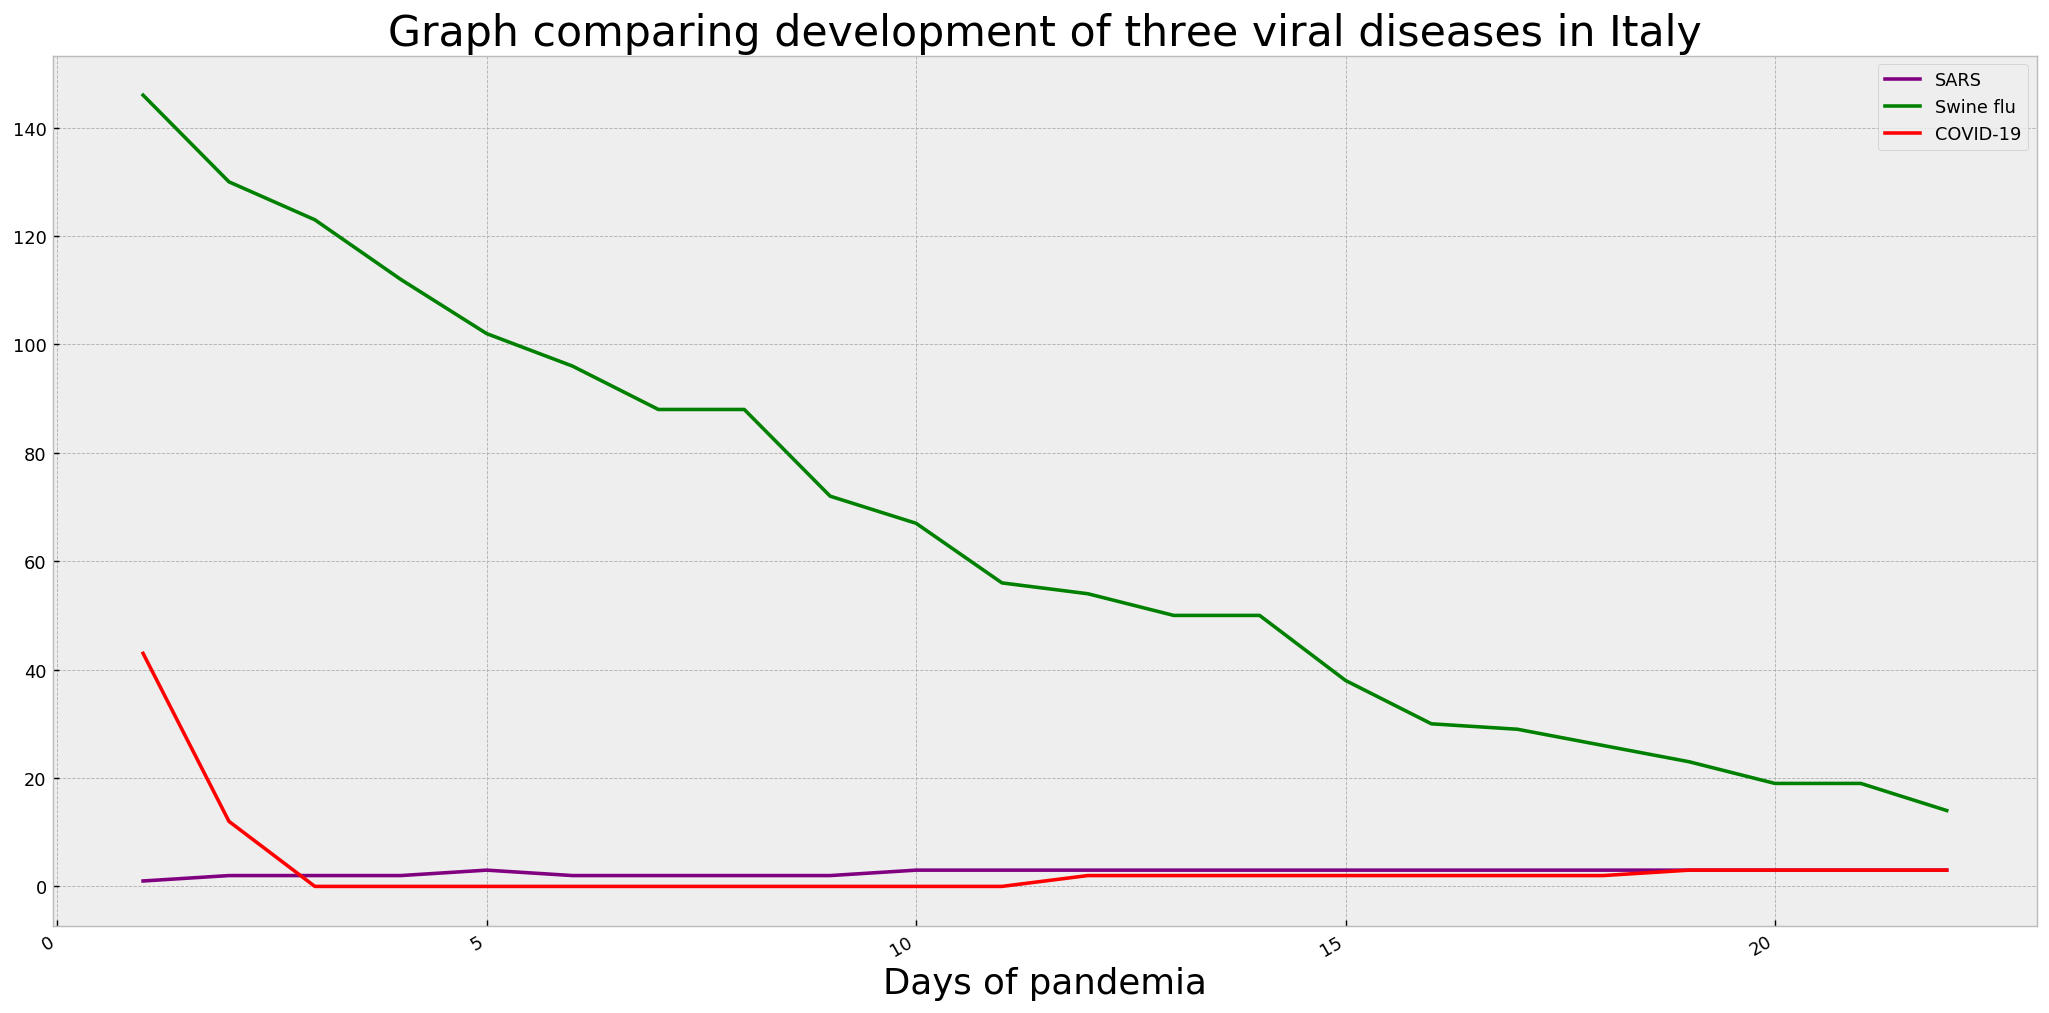 Graph comparing development of three viral diseases in Italy
SARS
Swine flu
COVID-19
140
120
100
80
60
40
20
0
0
5
10
15
20
Days of pandemia